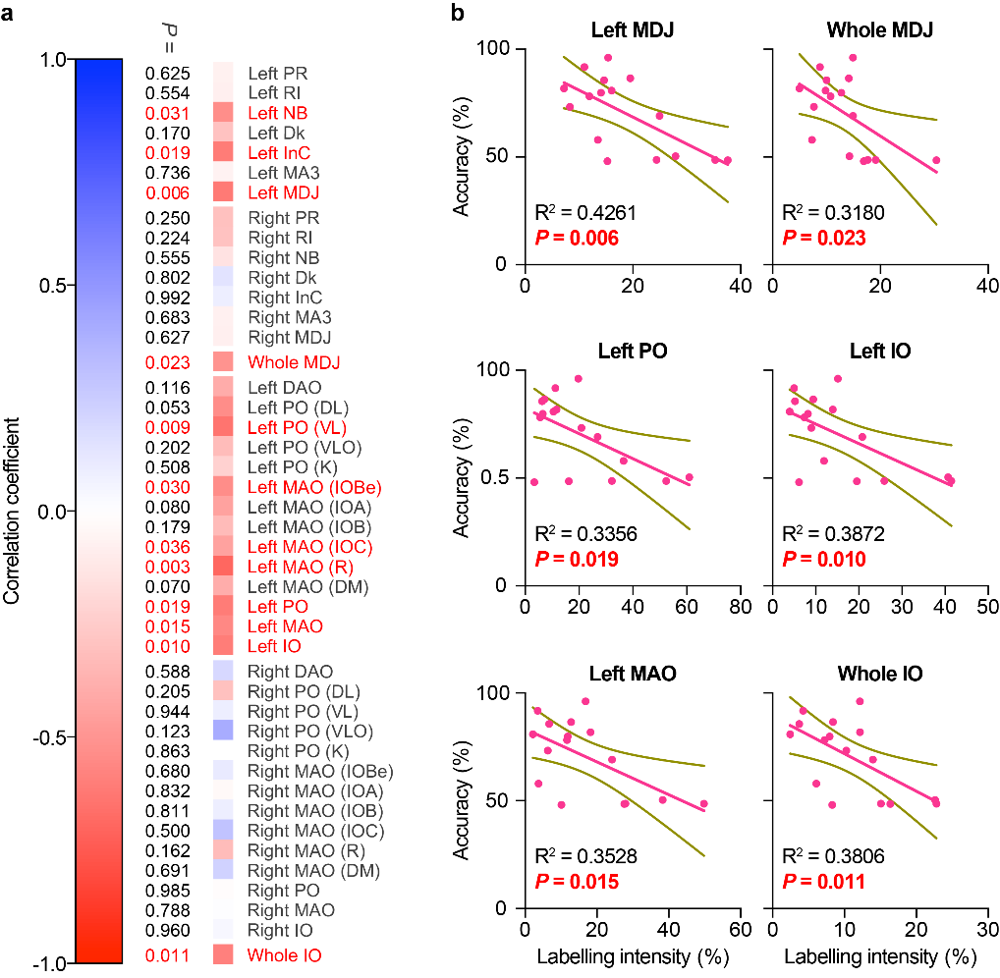 a
P =
Correlation coefficient
1.0
0.5
0.0
-0.5
-1.0
0.625 Left PR
0.554 Left RI
0.031 Left NB
0.170 Left Dk
0.019 Left InC
0.736 Left MA3
0.006 Left MDJ
0.250 Right PR
0.224 Right RI
0.555 Right NB
0.802 Right Dk
0.992 Right InC
0.683 Right MA3
0.627 Right MDJ
0.023 Whole MDJ
0.116 Left DAO
0.053 Left PO (DL)
0.009 Left PO (VL)
0.202 Left PO (VLO)
0.508 Left PO (K)
0.030 Left MAO (IOBe)
0.080 Left MAO (IOA)
0.179 Left MAO (IOB)
0.036 Left MAO (IOC)
0.003 Left MAO (R)
0.070 Left MAO (DM)
0.019 Left PO
0.015 Left MAO
0.010 Left IO
0.588 Right DAO
0.205 Right PO (DL)
0.944 Right PO (VL)
0.123 Right PO (VLO)
0.863 Right PO (K)
0.680 Right MAO (IOBe)
0.832 Right MAO (IOA)
0.811 Right MAO (IOB)
0.500 Right MAO (IOC)
0.162 Right MAO (R)
0.691 Right MAO (DM)
0.985 Right PO
0.788 Right MAO
0.960 Right IO
0.011 Whole IO
b
Left MDJ
Accuracy (%)
100
50
0
R² = 0.4261
P = 0.006
0 20 40
Whole MDJ
R² = 0.3180
P = 0.023
0 20 40
Left PO
Accuracy (%)
100
0.5
0
R² = 0.3356
P = 0.019
0 20 40 60 80
Left IO
R² = 0.3872
P = 0.010
0 10 20 30 40 50
Left MAO
Accuracy (%)
100
50
0
R² = 0.3528
P = 0.015
0 20 40 60
Labelling intensity (%)
Whole IO
R² = 0.3806
P = 0.011
0 10 20 30
Labelling intensity (%)